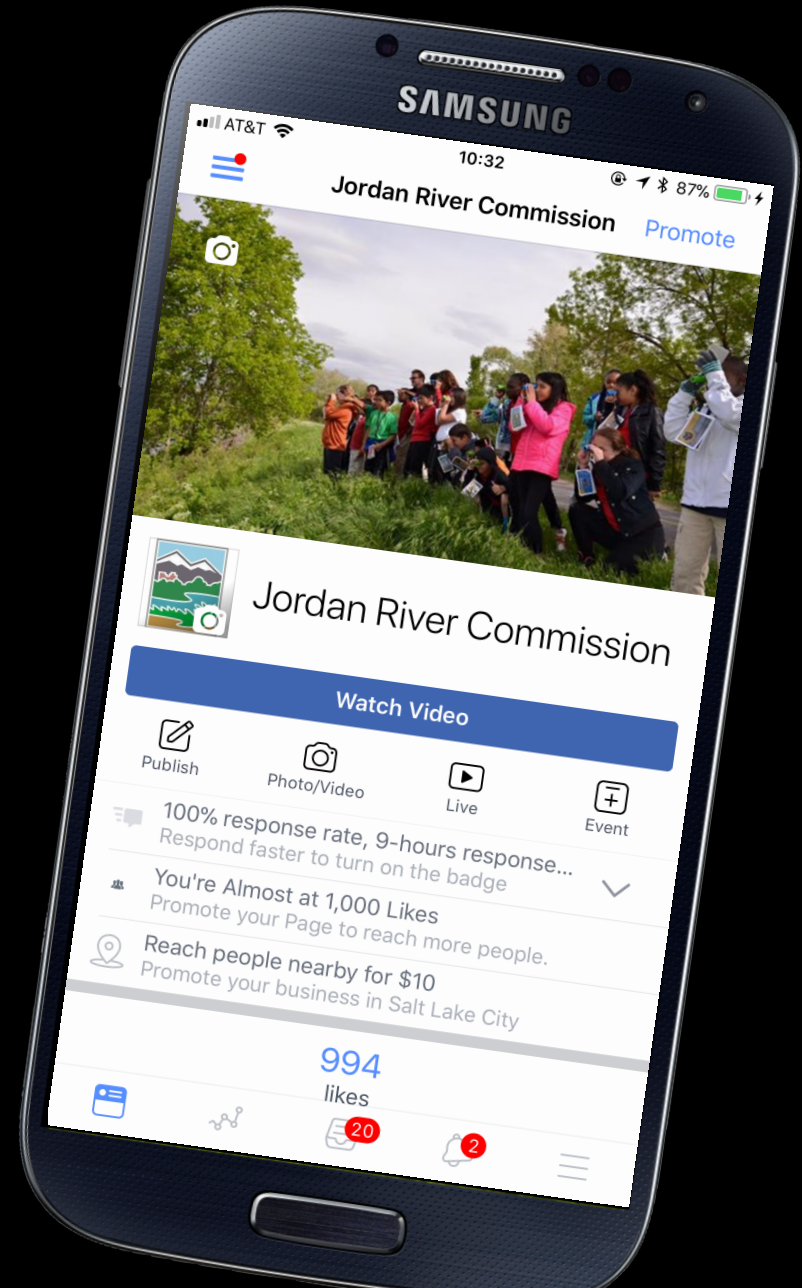 SAMSUNG
AT&T 10:32 87%
Jordan River Commission Promote
Jordan River Commission
Watch Video
Publish Photo/Video Live Event
100% response rate, 9-hours response...
Respond faster to turn on the badge
You're Almost at 1,000 Likes
Promote your Page to reach more people.
Reach people nearby for $10
Promote your business in Salt Lake City
994
likes
20 2